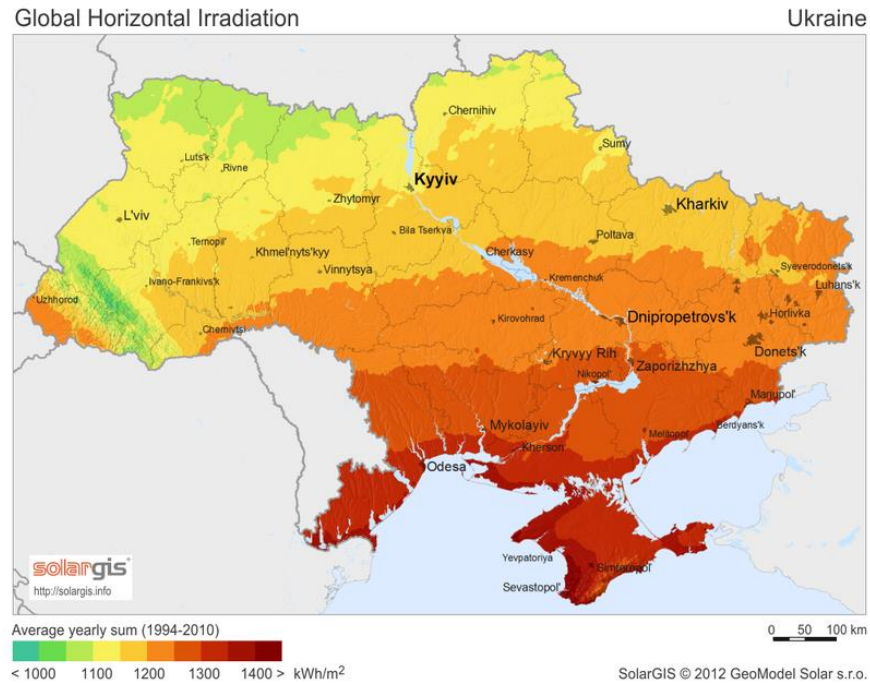 Global Horizontal Irradiation
Ukraine
Chernihiv
Sumy
Luts'k
Rivne
Kyyiv
Zhytomyr
Kharkiv
L'viv
Bila Tserkva
Poltava
Ternopil'
Khmel'nyts'kyy
Cherkasy
Vinnytsya
Syeverodonets'k
Ivano-Frankivs'k
Kremenchuk
Luhans'k
Uzhhorod
Kirovohrad
Dnipropetrovs'k
Horlivka
Chernivtsi
Kryvyy Rih
Donets'k
Zaporizhzhya
Nikopol'
Mariupol'
Mykolayiv
Melitopol'
Berdyans'k
Kherson
Odesa
Yevpatoriya
Simferopol'
Sevastopol'
solargis
http://solargis.info
Average yearly sum (1994-2010)
0 50 100 km
< 1000 1100 1200 1300 1400 > kWh/m²
SolarGIS © 2012 GeoModel Solar s.r.o.